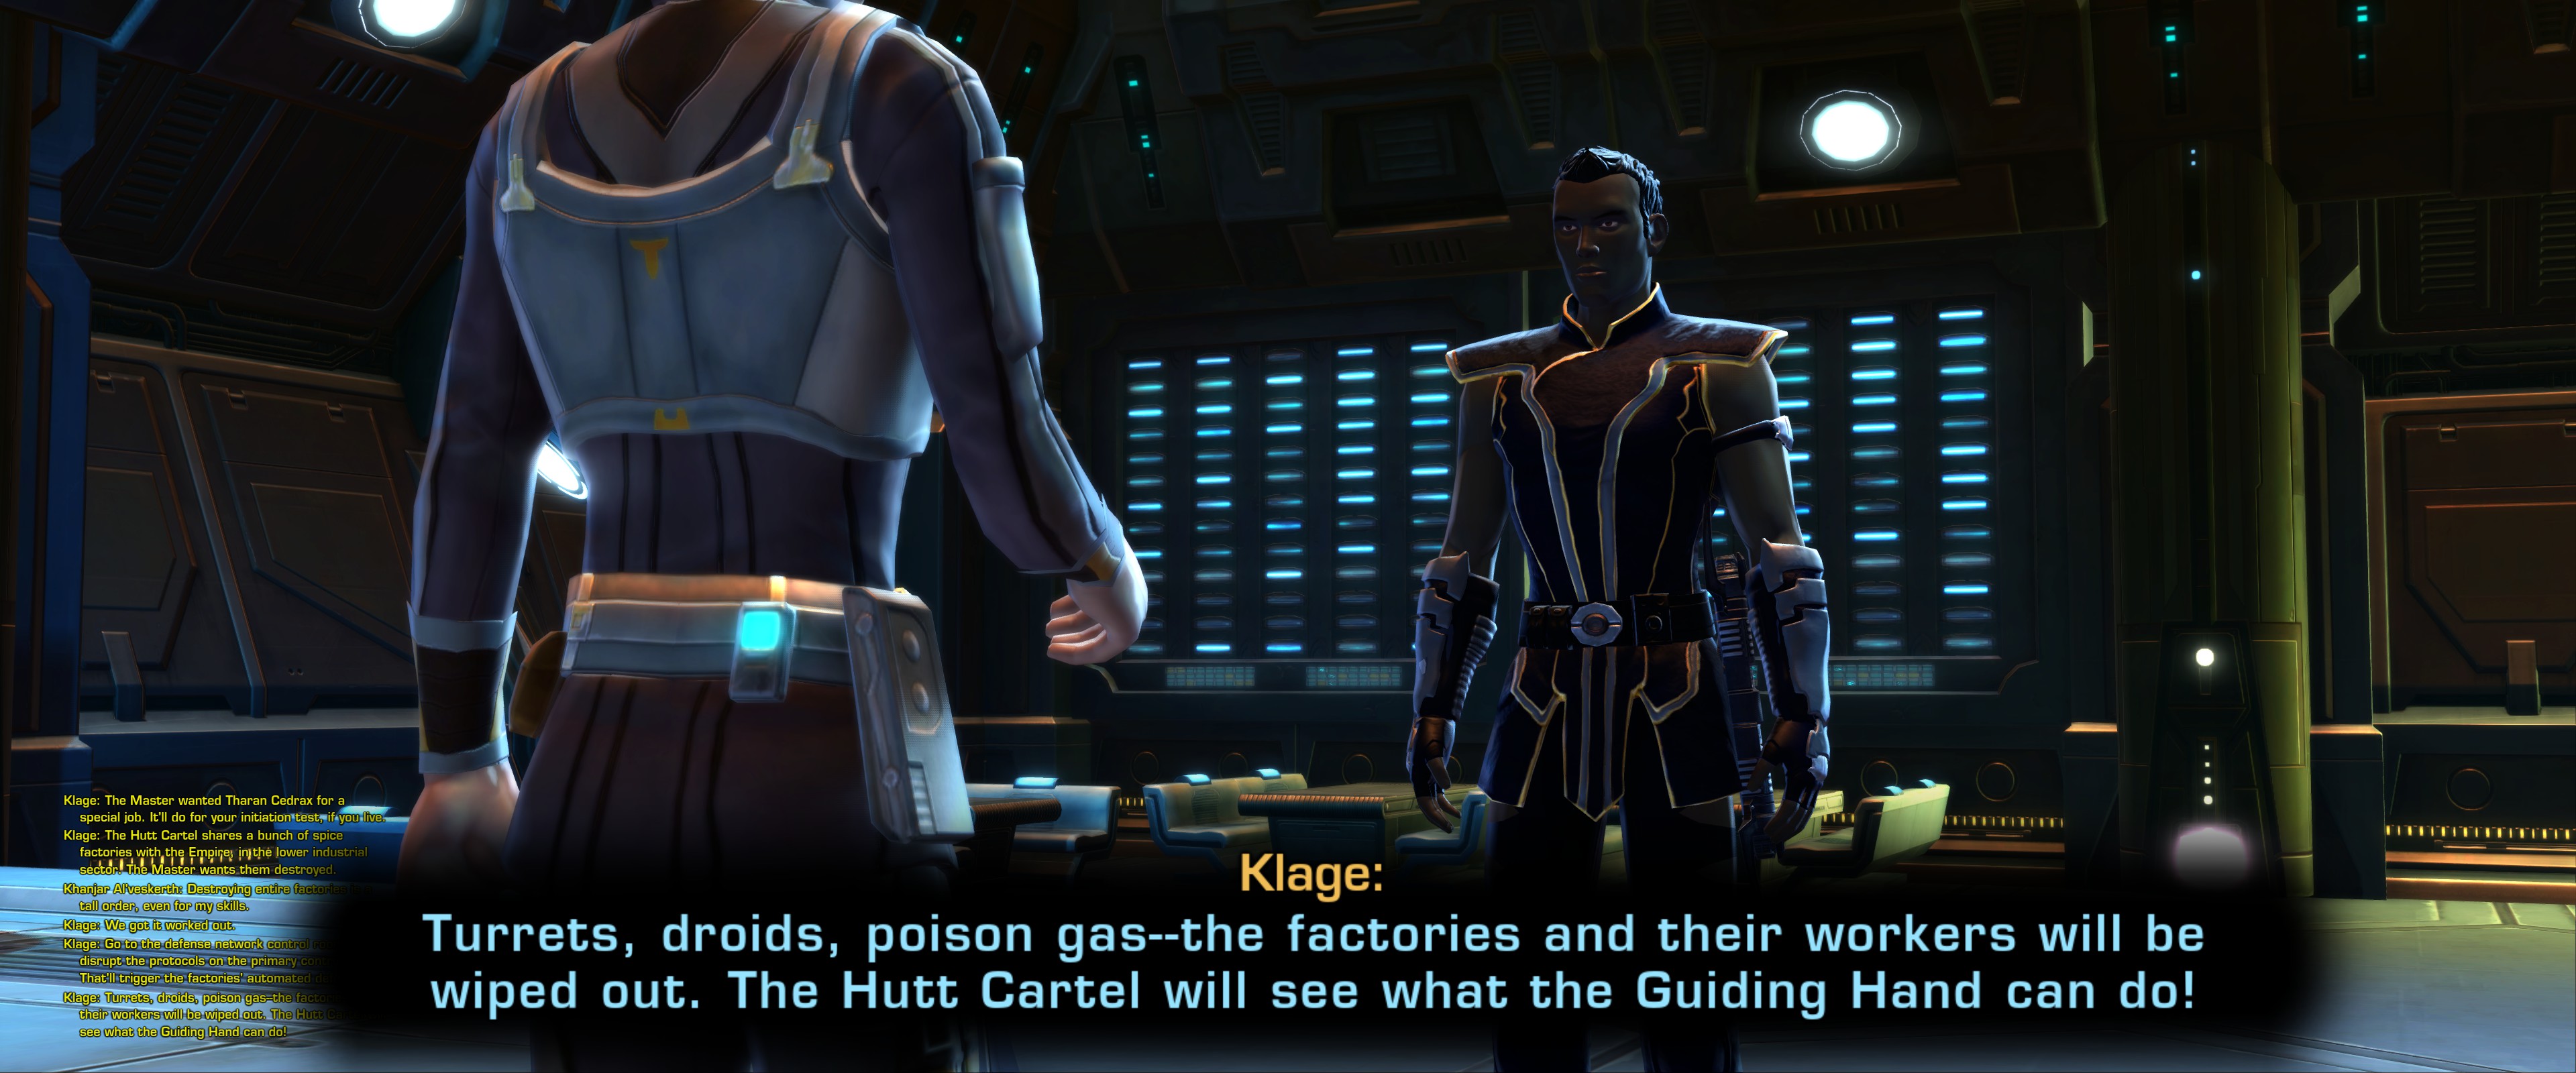 Klage: The Master wanted Tharan Cedrax for a
special job. It'll do for your initiation test, if you live.
Klage: The Hutt Cartel shares a bunch of spice
factories with the Empire in the lower industrial
sector. The Master wants them destroyed.
Khanjar Al'veskerth: Destroying entire factories
tall order, even for my skills.
Klage: We got it worked out.
Klage: Go to the defense network control
disrupt the protocols on the primary
That'll trigger the factories' automated
Klage: Turrets, droids, poison gas--the
their workers will be wiped out. The Hutt
see what the Guiding Hand can do!
Klage:
Turrets, droids, poison gas--the factories and their workers will be
wiped out. The Hutt Cartel will see what the Guiding Hand can do!